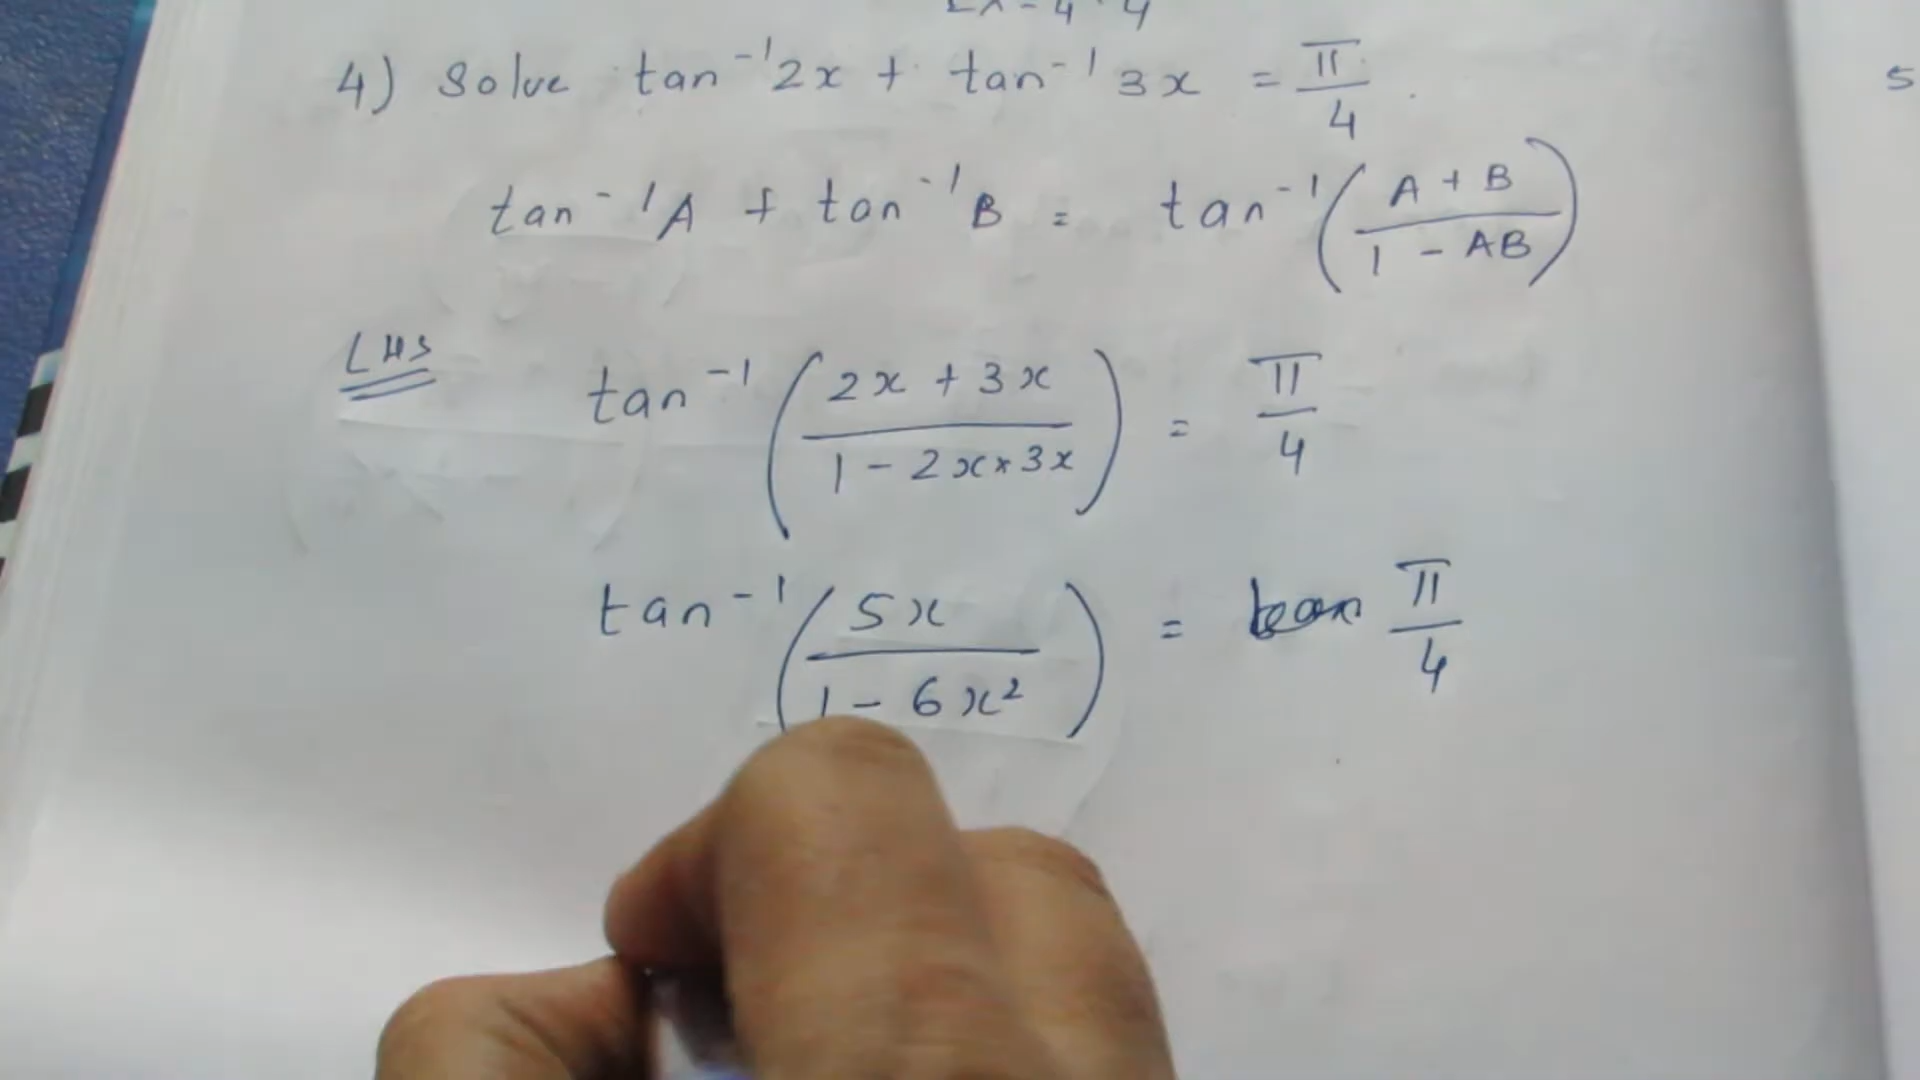 4) Solve tan⁻¹2x + tan⁻¹3x = π/4 .
tan⁻¹A + tan⁻¹B = tan⁻¹(A + B / 1 - AB)
LHS tan⁻¹(2x + 3x / 1 - 2x×3x) = π/4
tan⁻¹(5x / 1 - 6x²) = tan π/4
5